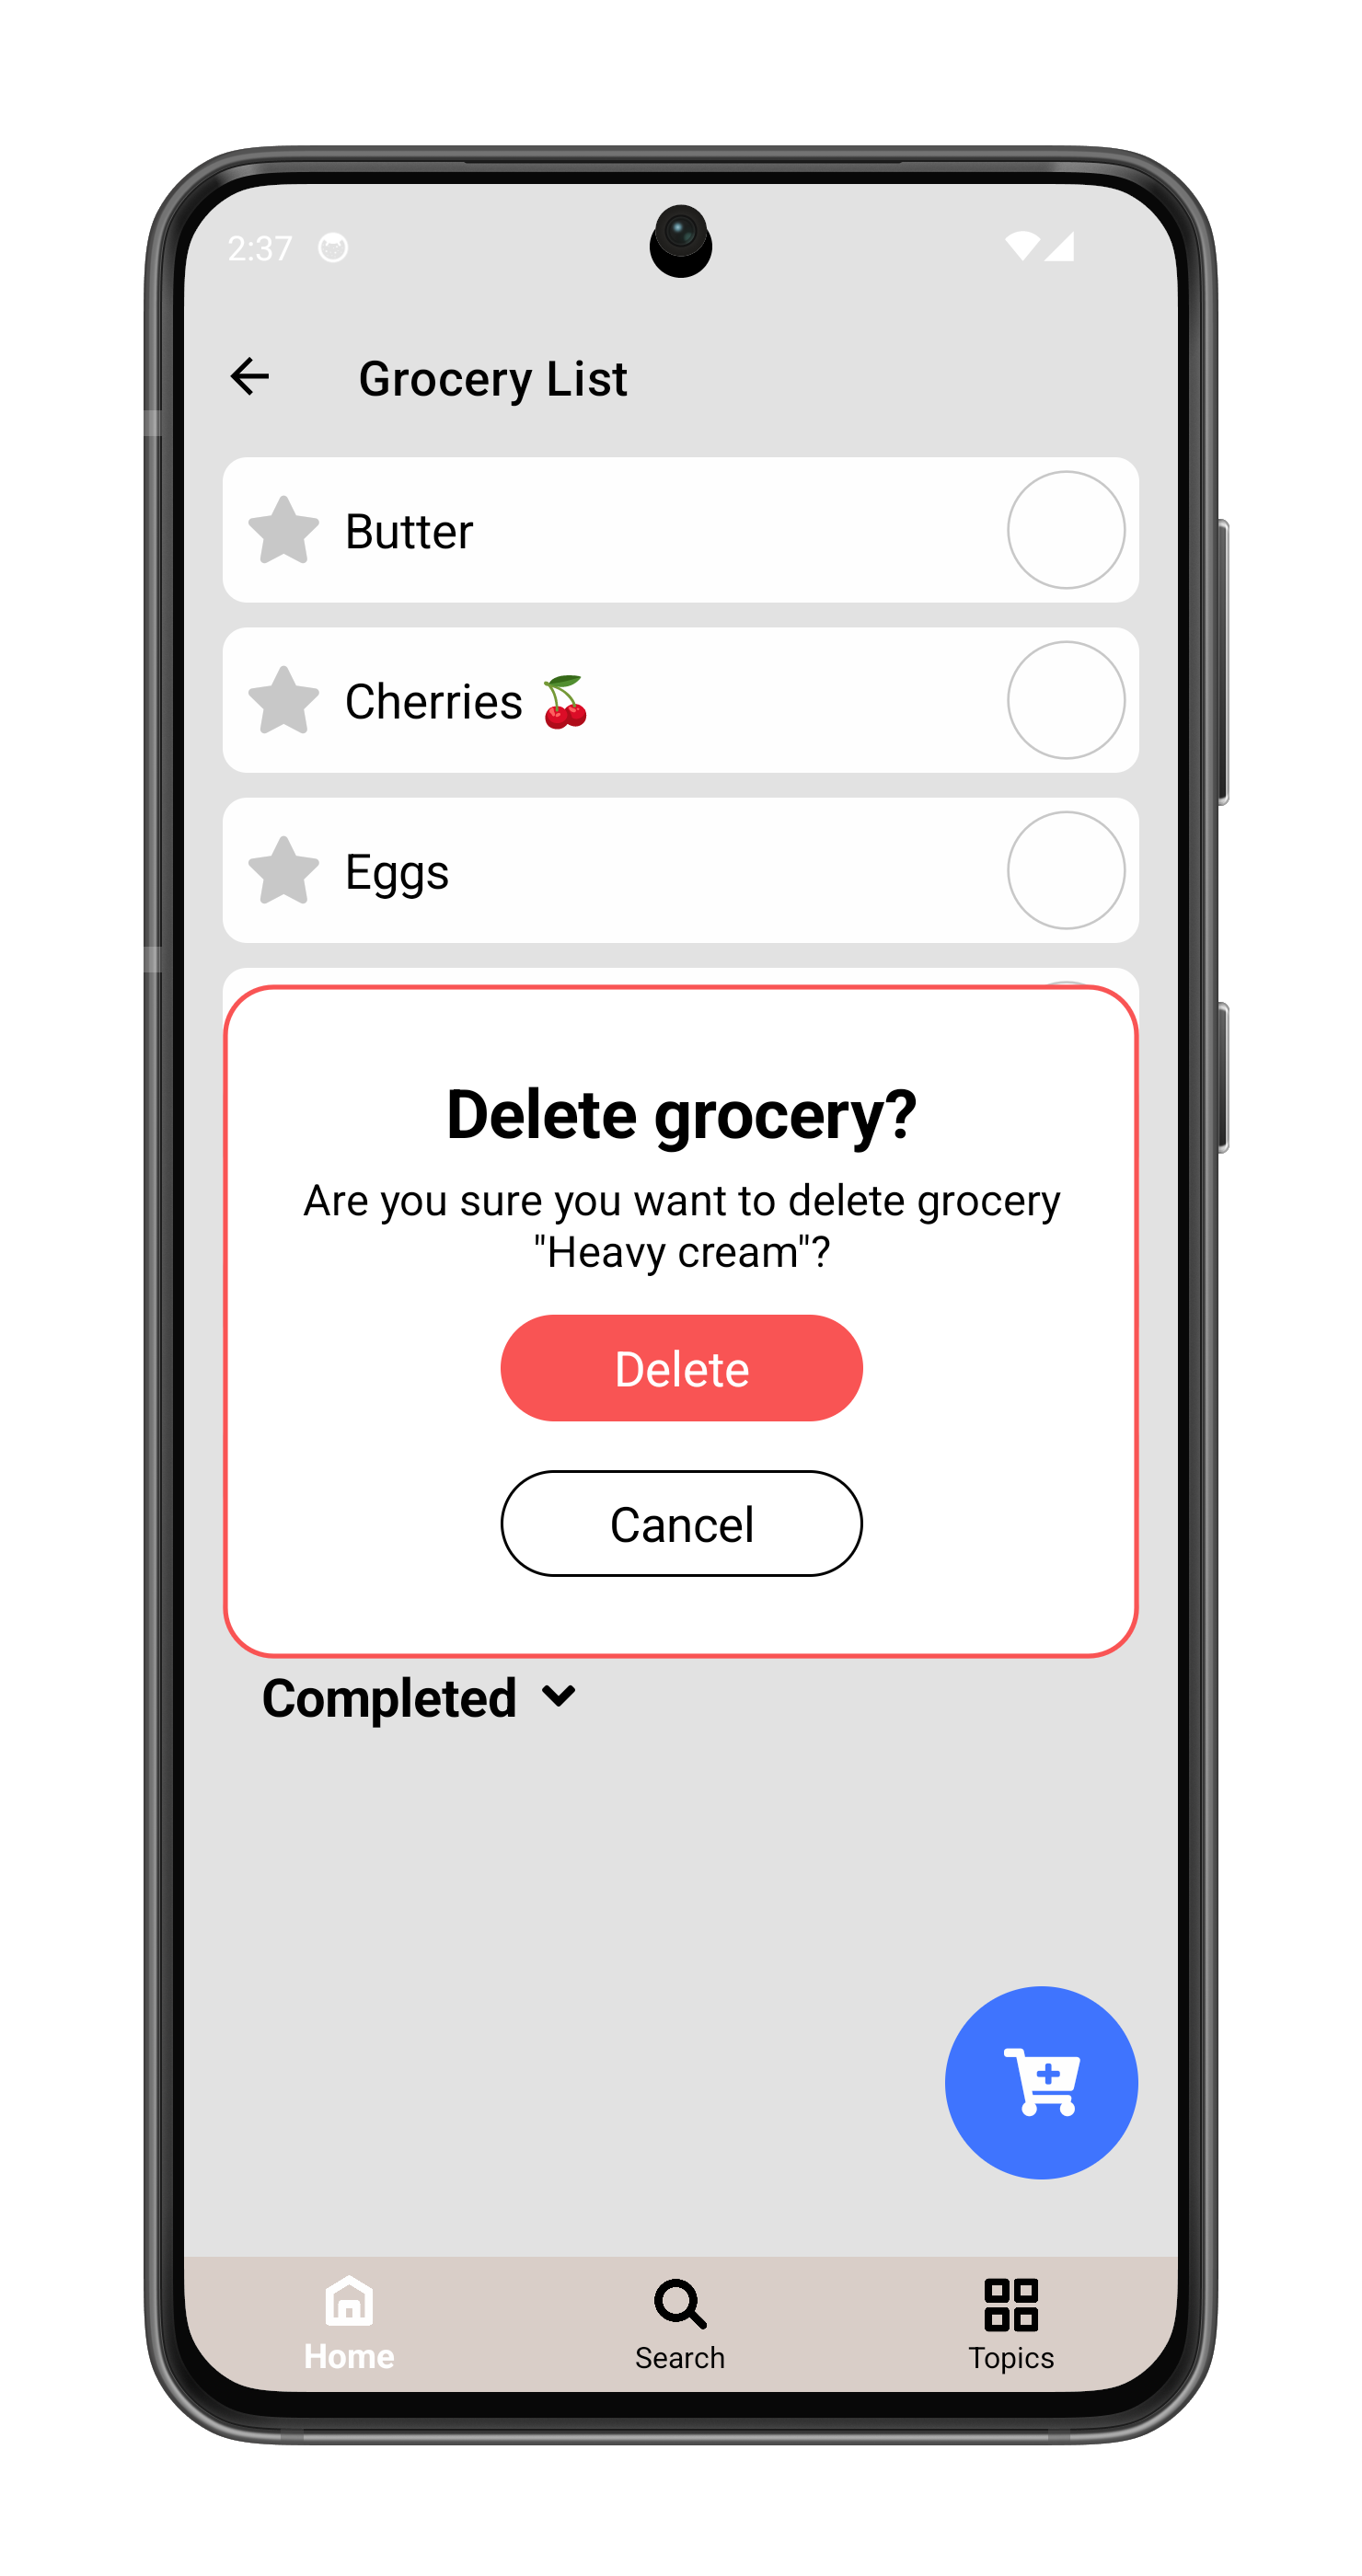 2:37
Grocery List
Butter
Cherries 🍒
Eggs
Delete grocery?
Are you sure you want to delete grocery
"Heavy cream"?
Delete
Cancel
Completed
Home
Search
Topics